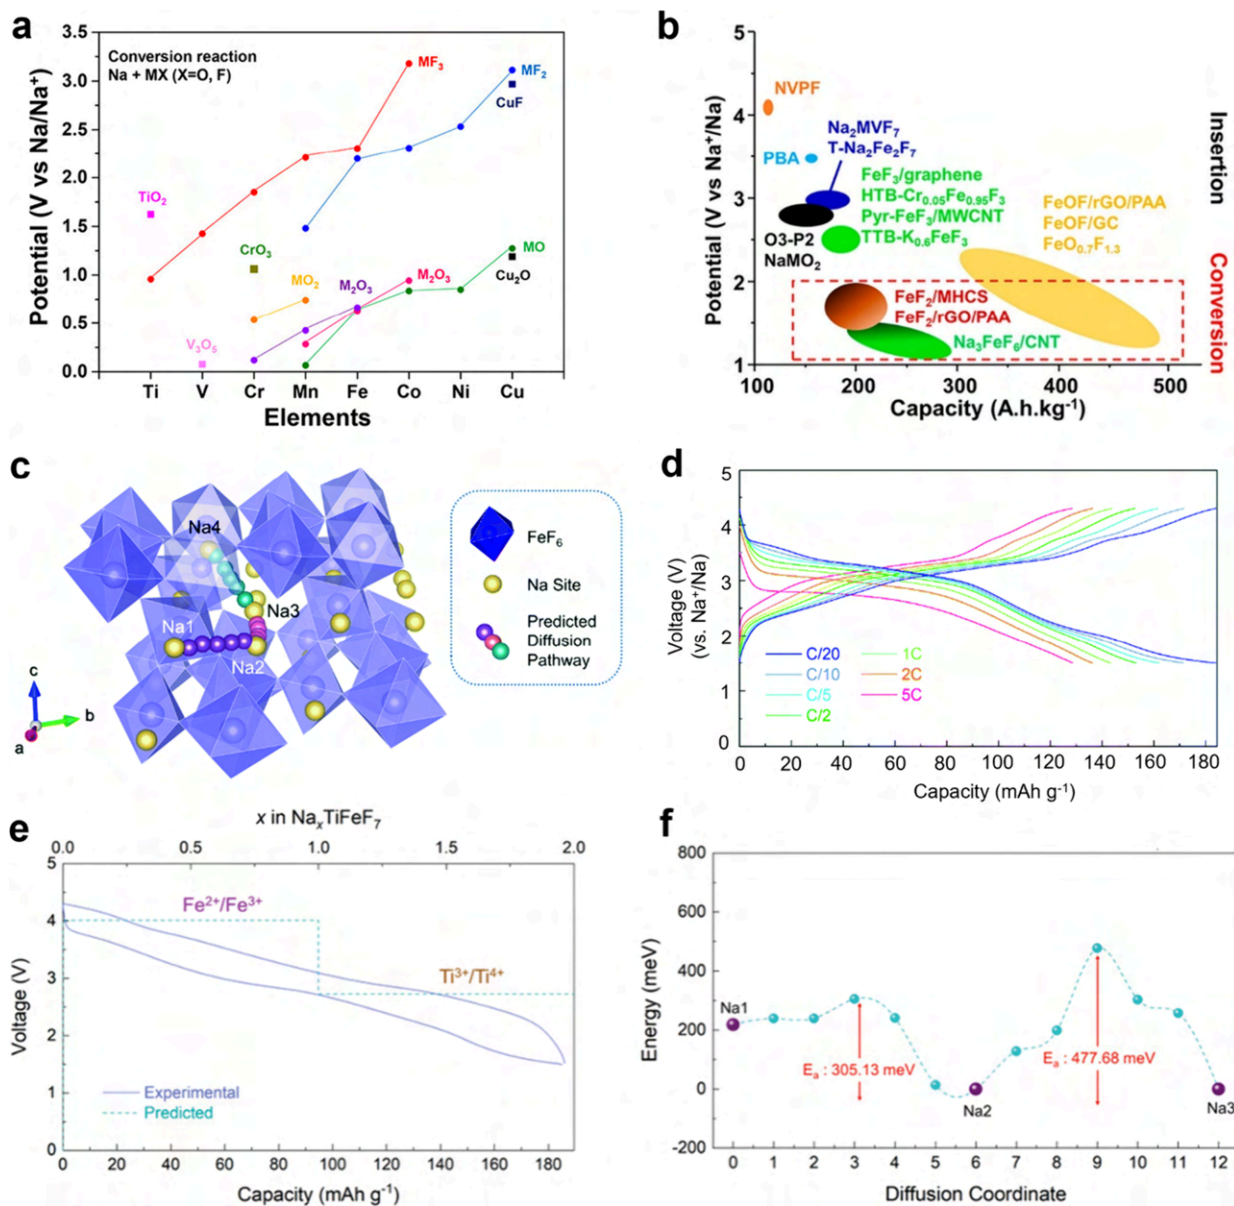 a
Conversion reaction
Na + MX (X=O, F)
Potential (V vs Na/Na⁺)
3.5
3.0
2.5
2.0
1.5
1.0
0.5
0.0
MF₃
MF₂
CuF
TiO₂
CrO₃
MO₂
M₂O₃
M₂O₃
MO
Cu₂O
V₃O₅
Ti V Cr Mn Fe Co Ni Cu
Elements
b
Potential (V vs Na⁺/Na)
5
4
3
2
1
NVPF
PBA
Na₂MVF₇
T-Na₂Fe₂F₇
FeF₃/graphene
HTB-Cr₀.₀₅Fe₀.₉₅F₃
Pyr-FeF₃/MWCNT
TTB-K₀.₆FeF₃
O3-P2
NaMO₂
FeOF/rGO/PAA
FeOF/GC
FeO₀.₇F₁.₃
FeF₂/MHCS
FeF₂/rGO/PAA
Na₃FeF₆/CNT
Insertion
Conversion
100 200 300 400 500
Capacity (A.h.kg⁻¹)
c
Na4
Na3
Na1
Na2
c
b
a
FeF₆
Na Site
Predicted
Diffusion
Pathway
d
Voltage (V)
(vs. Na⁺/Na)
5
4
3
2
1
0
C/20
C/10
C/5
C/2
1C
2C
5C
0 20 40 60 80 100 120 140 160 180
Capacity (mAh g⁻¹)
e
x in NaₓTiFeF₇
0.0 0.5 1.0 1.5 2.0
Voltage (V)
5
4
3
2
1
0
Fe²⁺/Fe³⁺
Ti³⁺/Ti⁴⁺
Experimental
Predicted
0 20 40 60 80 100 120 140 160 180
Capacity (mAh g⁻¹)
f
Energy (meV)
800
600
400
200
0
-200
Na1
Eₐ : 305.13 meV
Na2
Eₐ : 477.68 meV
Na3
0 1 2 3 4 5 6 7 8 9 10 11 12
Diffusion Coordinate